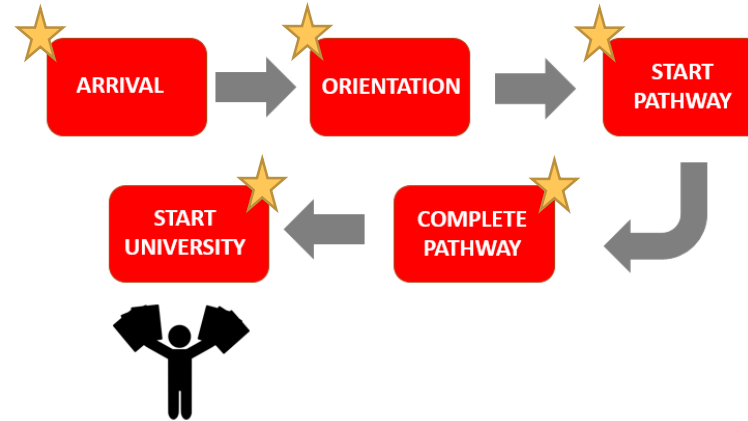 ARRIVAL
ORIENTATION
START
PATHWAY
START
UNIVERSITY
COMPLETE
PATHWAY